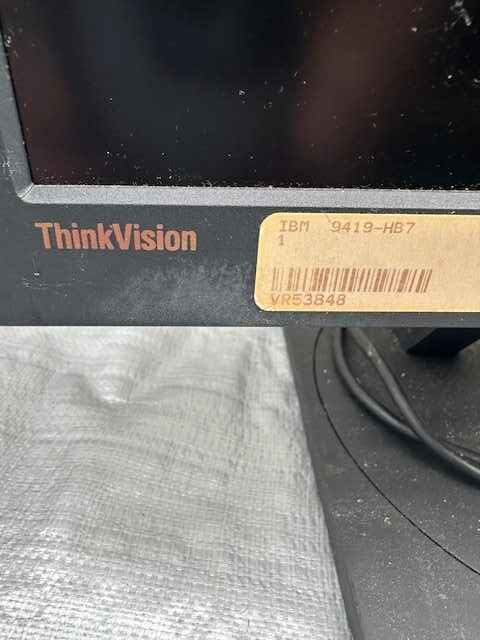 ThinkVision
IBM 9419-HB7
1
VR53848